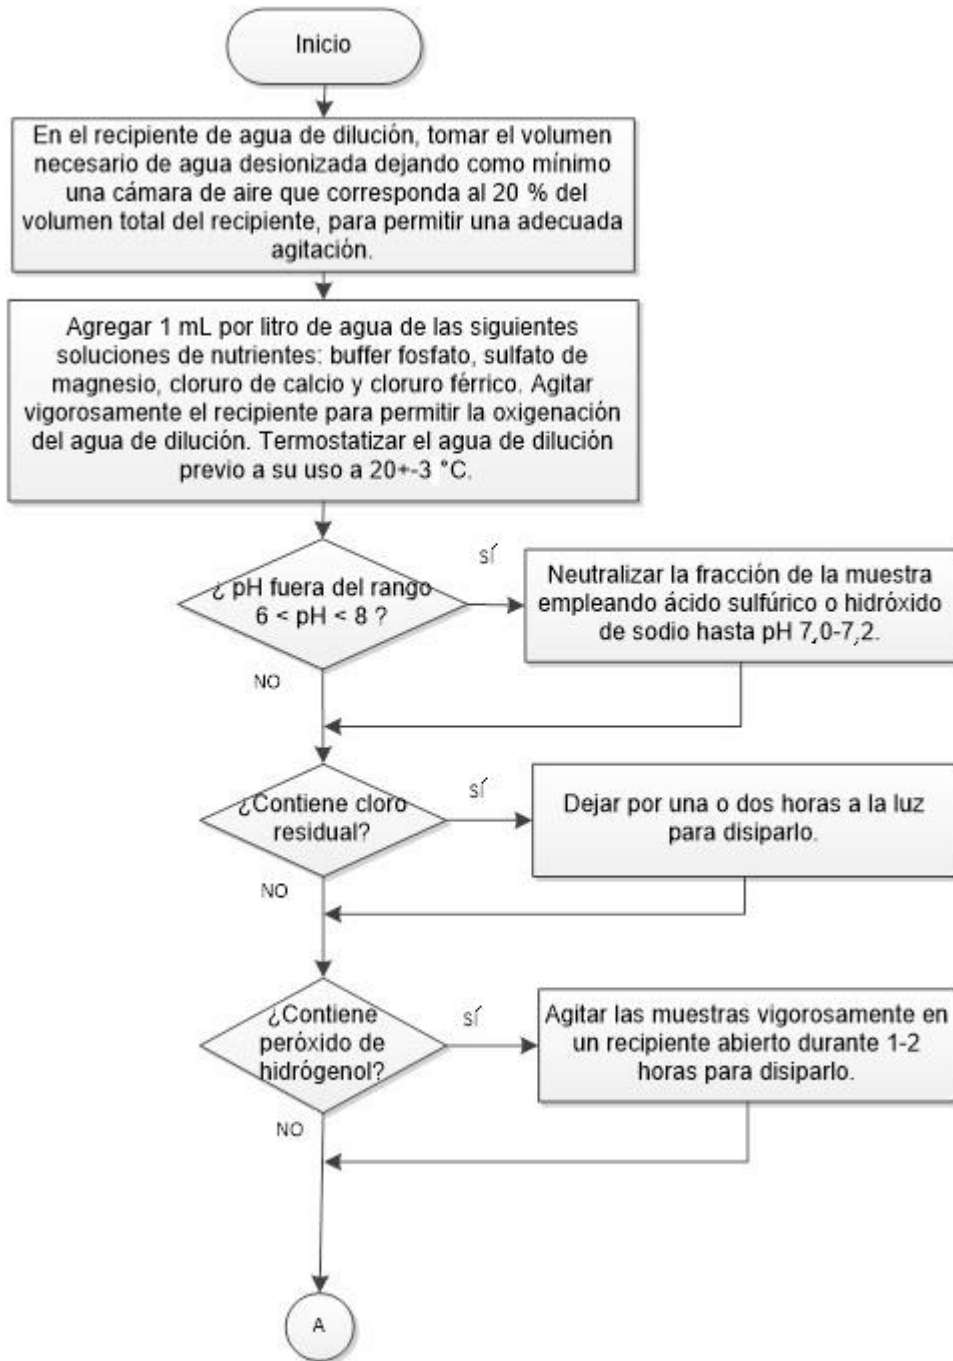 Inicio
En el recipiente de agua de dilución, tomar el volumen
necesario de agua desionizada dejando como mínimo
una cámara de aire que corresponda al 20 % del
volumen total del recipiente, para permitir una adecuada
agitación.
Agregar 1 mL por litro de agua de las siguientes
soluciones de nutrientes: buffer fosfato, sulfato de
magnesio, cloruro de calcio y cloruro férrico. Agitar
vigorosamente el recipiente para permitir la oxigenación
del agua de dilución. Termostatizar el agua de dilución
previo a su uso a 20+-3 °C.
¿ pH fuera del rango
6 < pH < 8 ?
sí
Neutralizar la fracción de la muestra
empleando ácido sulfúrico o hidróxido
de sodio hasta pH 7,0-7,2.
NO
¿Contiene cloro
residual?
sí
Dejar por una o dos horas a la luz
para disiparlo.
NO
¿Contiene
peróxido de
hidrógenol?
sí
Agitar las muestras vigorosamente en
un recipiente abierto durante 1-2
horas para disiparlo.
NO
A